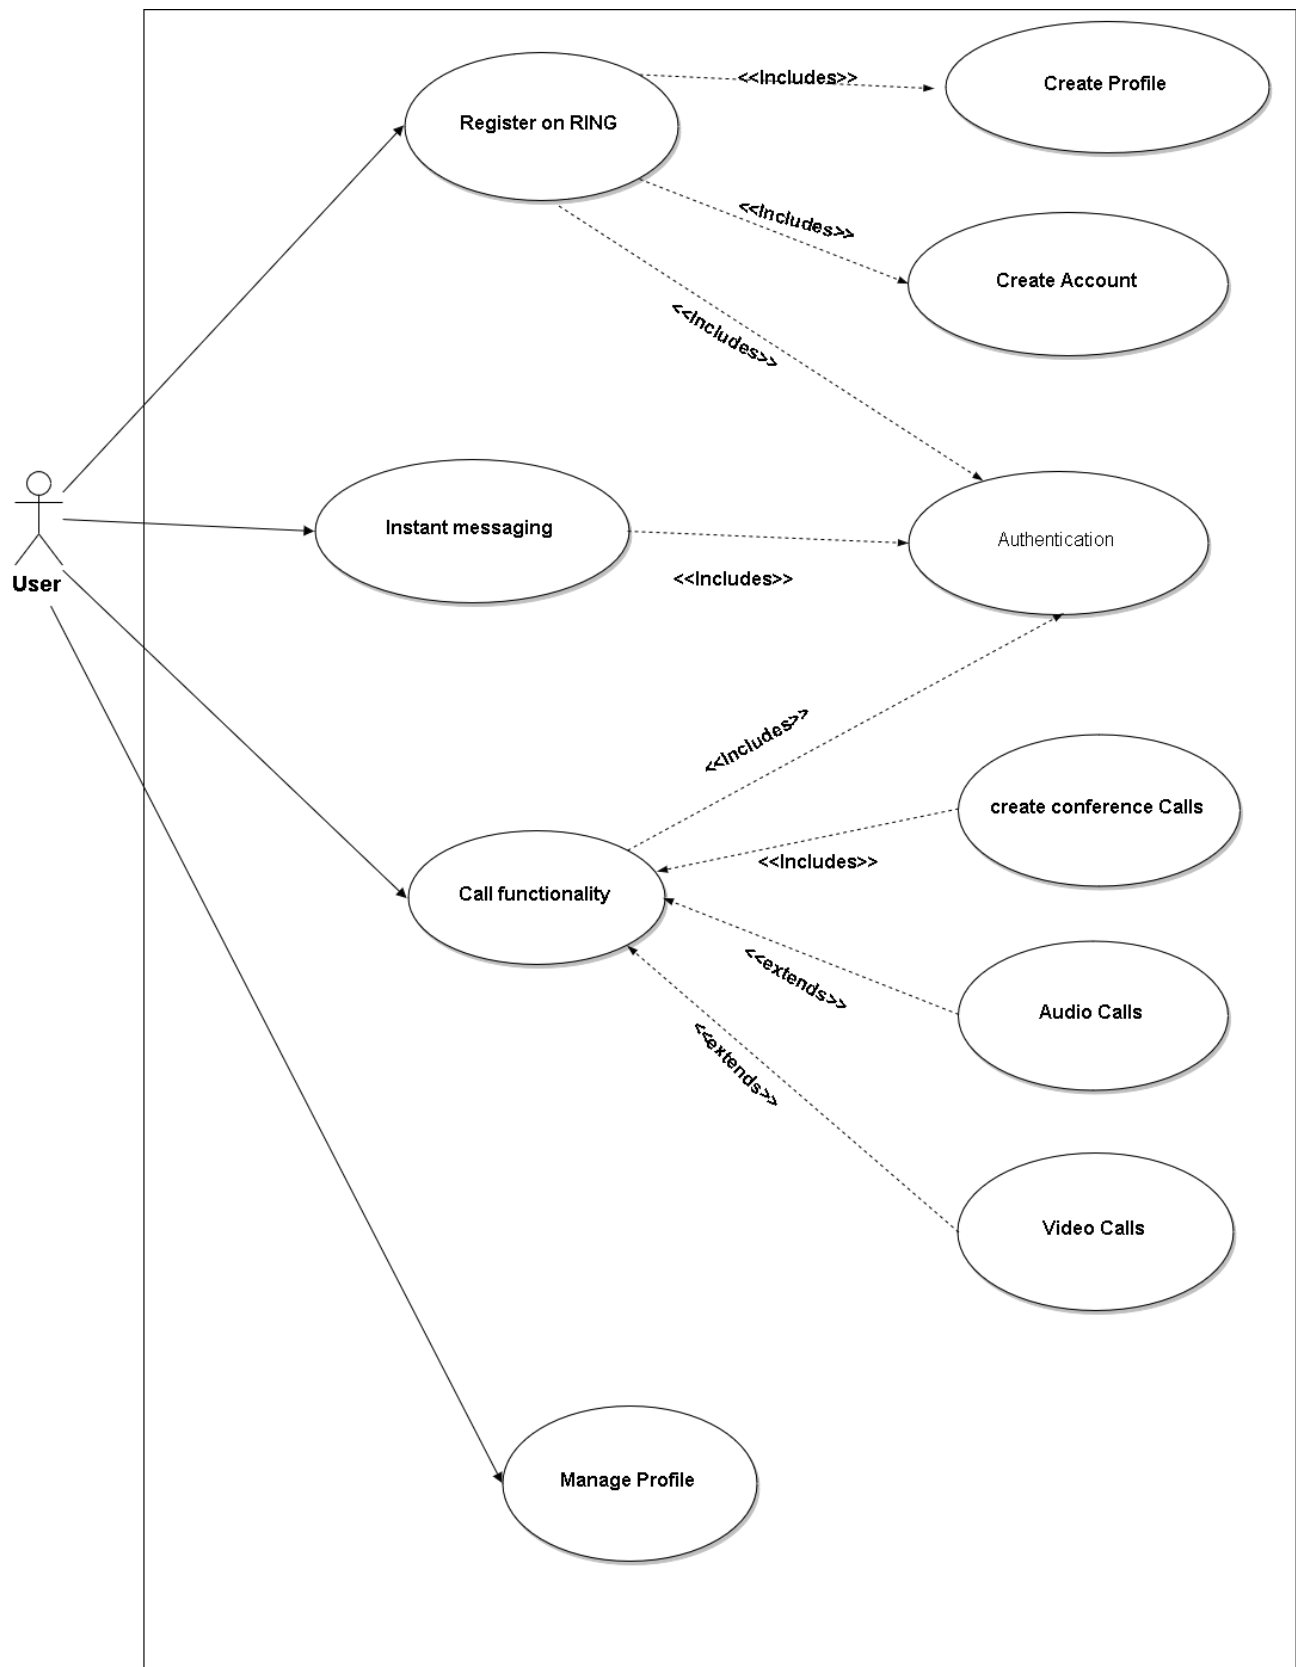 <<Includes>>
Create Profile
Register on RING
<<Includes>>
Create Account
<<Includes>>
Instant messaging
Authentication
User
<<Includes>>
<<Includes>>
create conference Calls
<<Includes>>
Call functionality
<<extends>>
Audio Calls
<<extends>>
Video Calls
Manage Profile